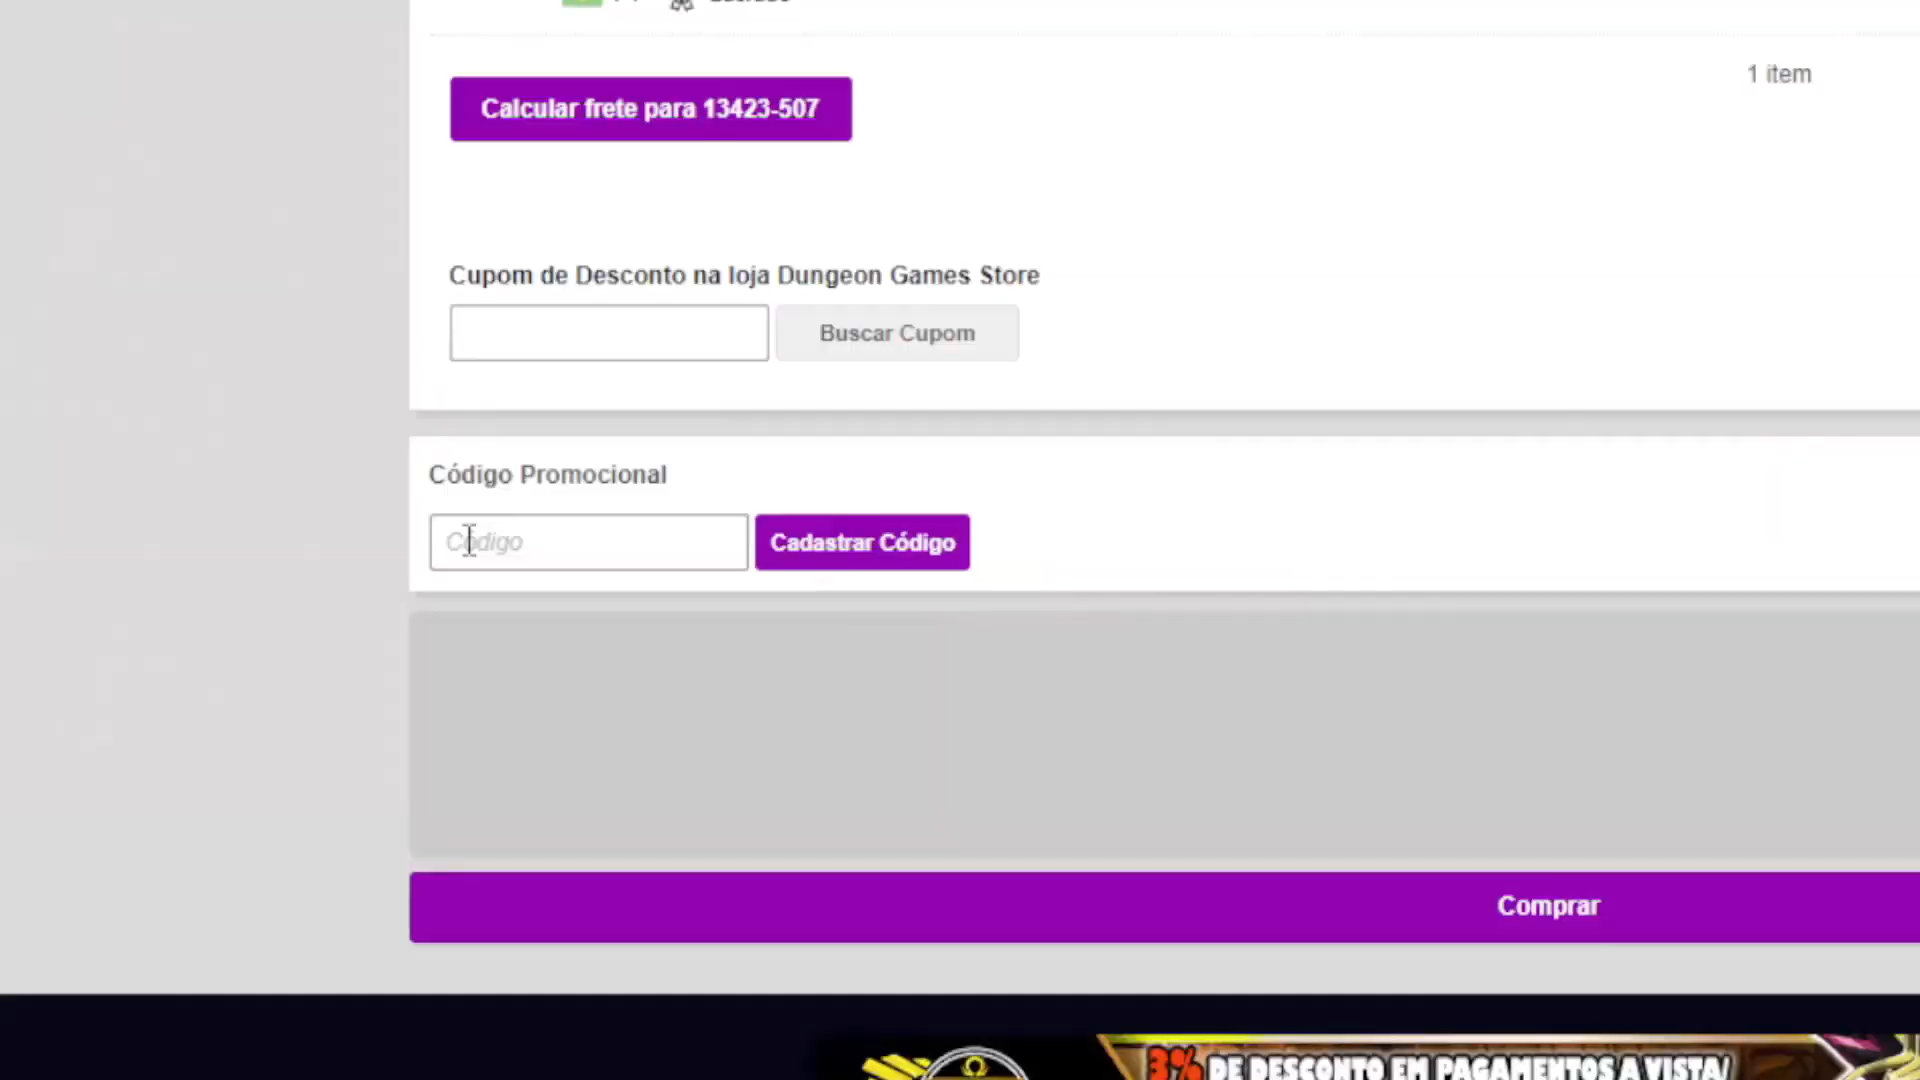 1 item
Calcular frete para 13423-507
Cupom de Desconto na loja Dungeon Games Store
Buscar Cupom
Código Promocional
Código
Cadastrar Código
Comprar
3% DE DESCONTO EM PAGAMENTOS A VISTA!